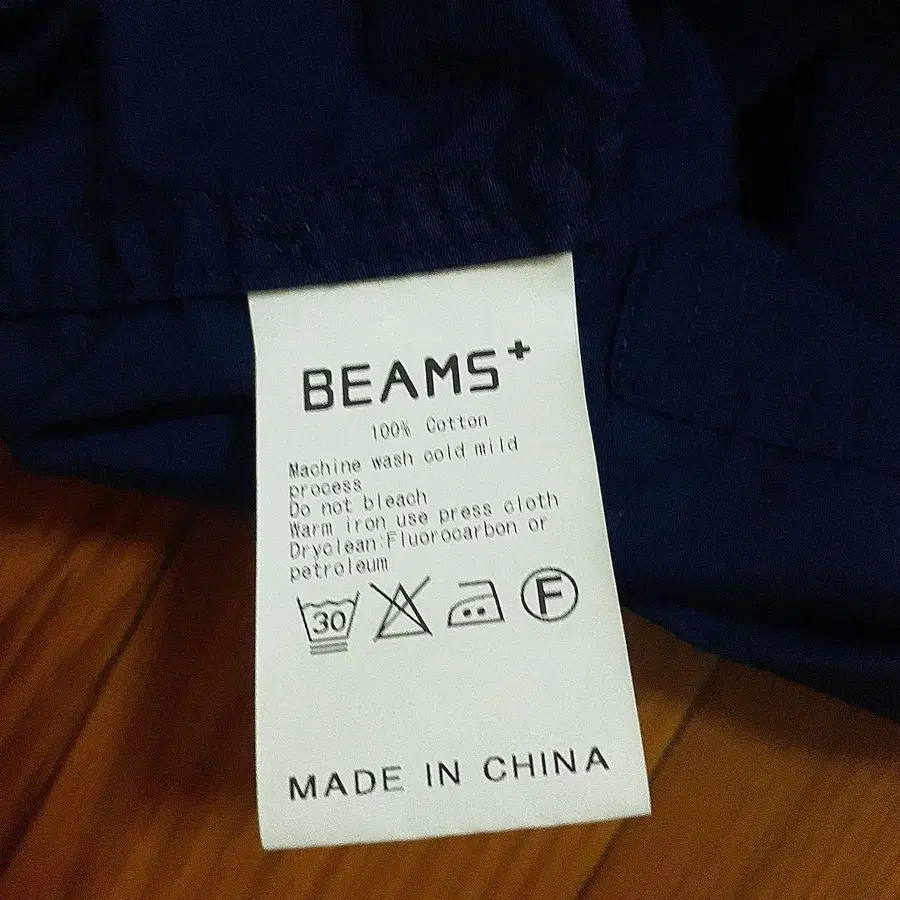 BEAMS+
100% Cotton
Machine wash cold mild
process
Do not bleach
Warm iron use press cloth
Dryclean:Fluorocarbon or
petroleum
30 F
MADE IN CHINA